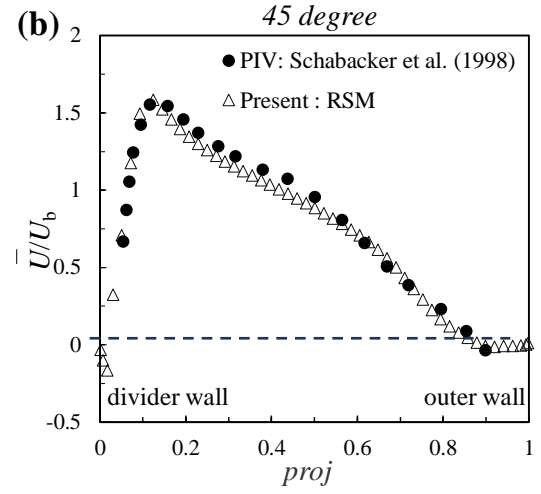 (b)
45 degree
● PIV: Schabacker et al. (1998)
△ Present : RSM
2
1.5
1
0.5
0
-0.5
U̅/U_b
divider wall
outer wall
0
0.2
0.4
0.6
0.8
1
proj